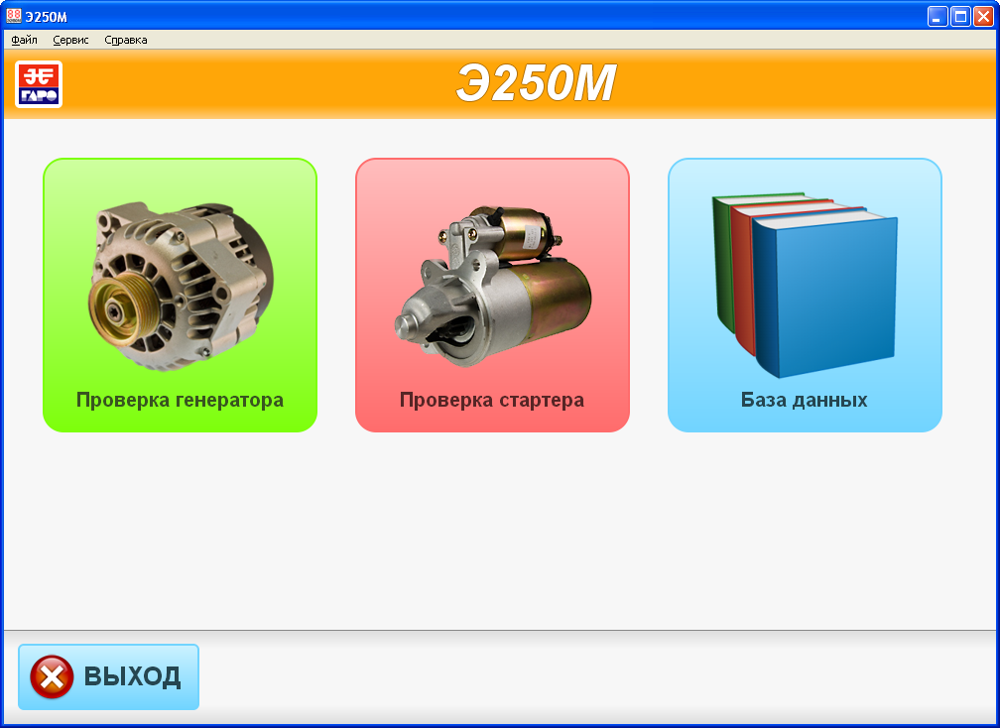 Э250М
Файл Сервис Справка
ГАРО
Э250М
Проверка генератора
Проверка стартера
База данных
ВЫХОД